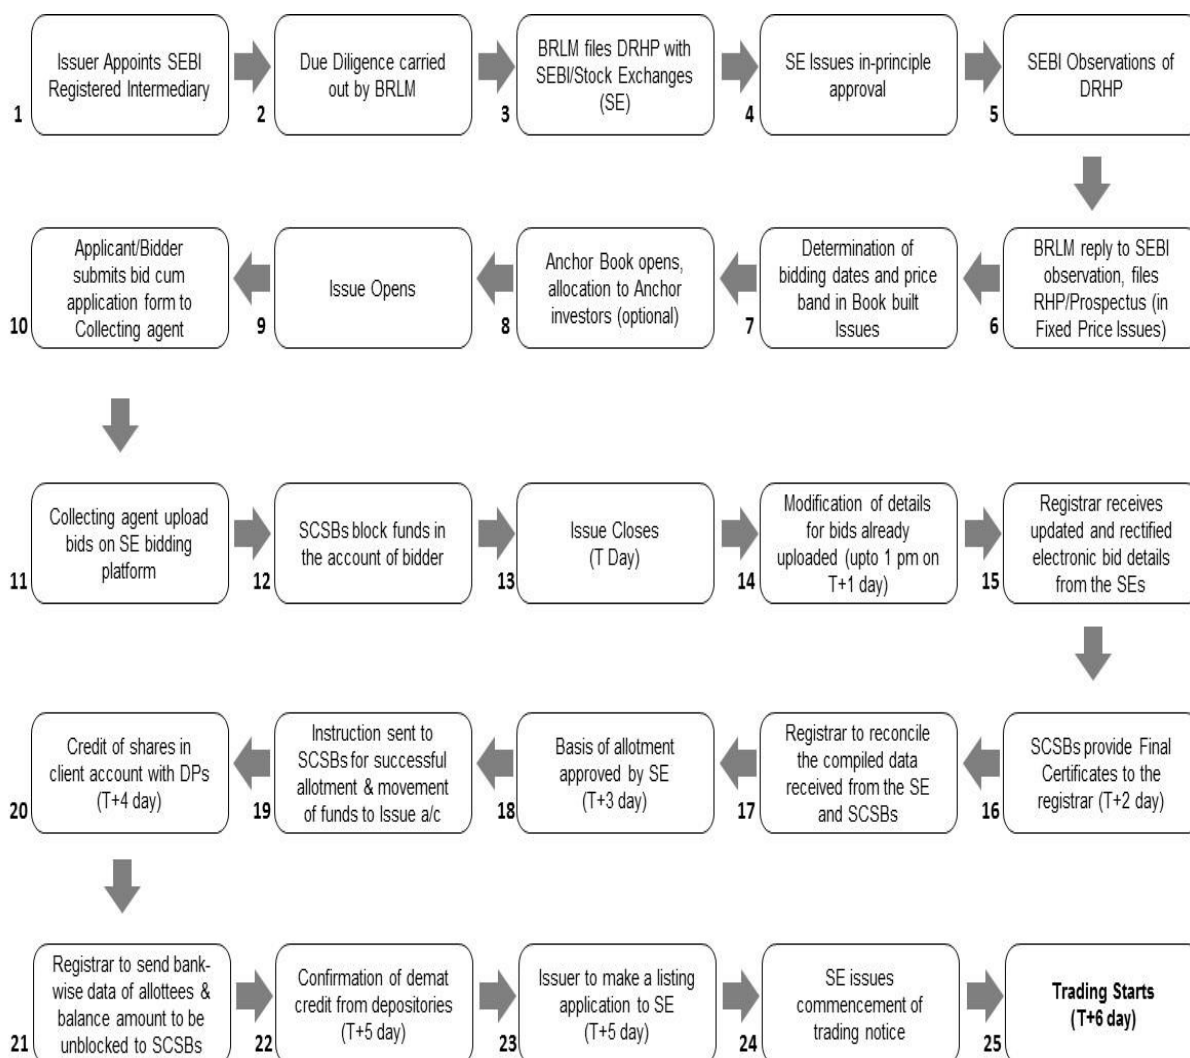 1
Issuer Appoints SEBI
Registered Intermediary
2
Due Diligence carried
out by BRLM
3
BRLM files DRHP with
SEBI/Stock Exchanges
(SE)
4
SE Issues in-principle
approval
5
SEBI Observations of
DRHP
6
BRLM reply to SEBI
observation, files
RHP/Prospectus (in
Fixed Price Issues)
7
Determination of
bidding dates and price
band in Book built
Issues
8
Anchor Book opens,
allocation to Anchor
investors (optional)
9
Issue Opens
10
Applicant/Bidder
submits bid cum
application form to
Collecting agent
11
Collecting agent upload
bids on SE bidding
platform
12
SCSBs block funds in
the account of bidder
13
Issue Closes
(T Day)
14
Modification of details
for bids already
uploaded (upto 1 pm on
T+1 day)
15
Registrar receives
updated and rectified
electronic bid details
from the SEs
16
SCSBs provide Final
Certificates to the
registrar (T+2 day)
17
Registrar to reconcile
the compiled data
received from the SE
and SCSBs
18
Basis of allotment
approved by SE
(T+3 day)
19
Instruction sent to
SCSBs for successful
allotment & movement
of funds to Issue a/c
20
Credit of shares in
client account with DPs
(T+4 day)
21
Registrar to send bank-
wise data of allottees &
balance amount to be
unblocked to SCSBs
22
Confirmation of demat
credit from depositories
(T+5 day)
23
Issuer to make a listing
application to SE
(T+5 day)
24
SE issues
commencement of
trading notice
25
Trading Starts
(T+6 day)